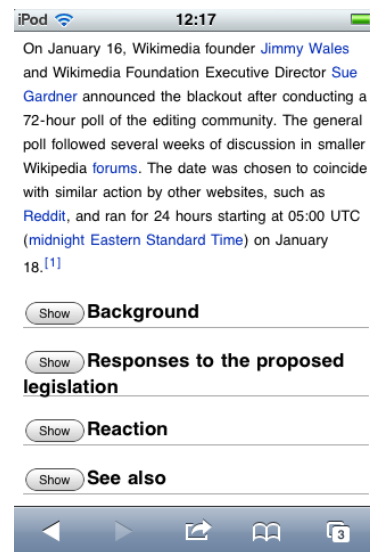 iPod 12:17
On January 16, Wikimedia founder Jimmy Wales
and Wikimedia Foundation Executive Director Sue
Gardner announced the blackout after conducting a
72-hour poll of the editing community. The general
poll followed several weeks of discussion in smaller
Wikipedia forums. The date was chosen to coincide
with similar action by other websites, such as
Reddit, and ran for 24 hours starting at 05:00 UTC
(midnight Eastern Standard Time) on January
18.[1]
Show Background
Show Responses to the proposed
legislation
Show Reaction
Show See also
3